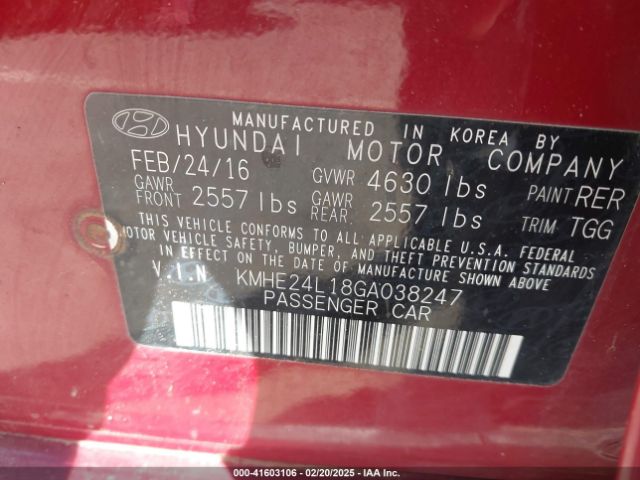 MANUFACTURED IN KOREA BY
HYUNDAI MOTOR COMPANY
FEB/24/16 GVWR 4630 lbs PAINT RER
GAWR FRONT 2557 lbs GAWR REAR 2557 lbs TRIM TGG
THIS VEHICLE CONFORMS TO ALL APPLICABLE U.S.A. FEDERAL
MOTOR VEHICLE SAFETY, BUMPER, AND THEFT PREVENTION STANDARDS
IN EFFECT ON THE DATE OF MANUFACTURE SHOWN ABOVE
V.I.N KMHE24L18GA038247
PASSENGER CAR
000-41603106 - 02/20/2025 - IAA Inc.